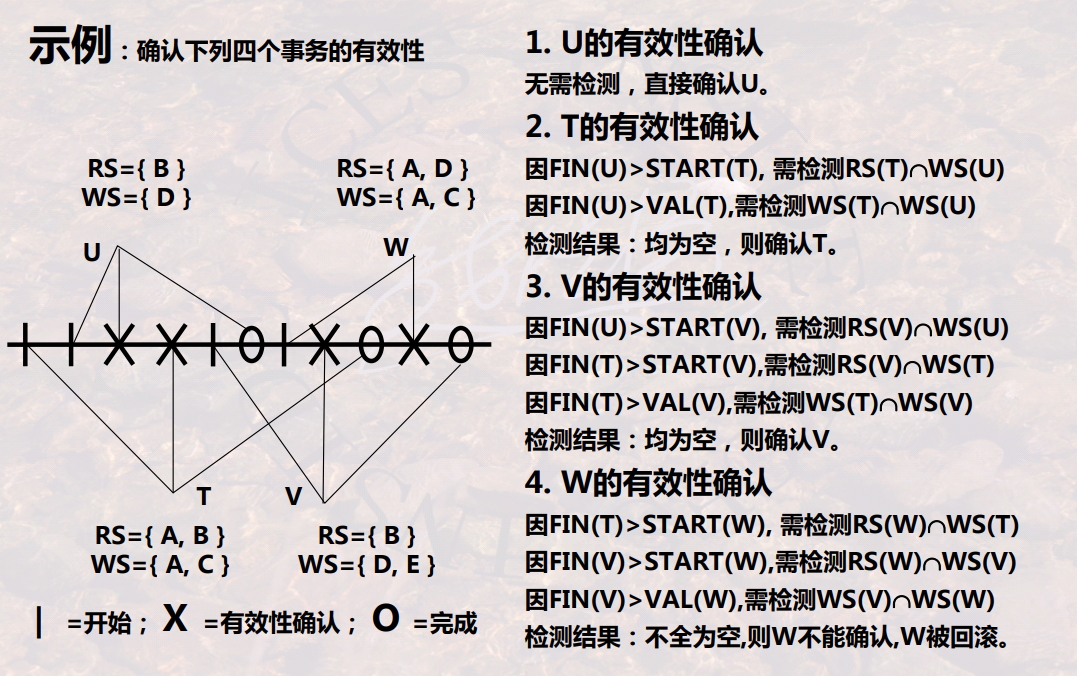 示例：确认下列四个事务的有效性
RS={ B }
WS={ D }
RS={ A, D }
WS={ A, C }
U
W
T
V
RS={ A, B }
WS={ A, C }
RS={ B }
WS={ D, E }
| =开始； X =有效性确认； O =完成
1. U的有效性确认
无需检测，直接确认U。
2. T的有效性确认
因FIN(U)>START(T), 需检测RS(T)∩WS(U)
因FIN(U)>VAL(T),需检测WS(T)∩WS(U)
检测结果：均为空，则确认T。
3. V的有效性确认
因FIN(U)>START(V), 需检测RS(V)∩WS(U)
因FIN(T)>START(V),需检测RS(V)∩WS(T)
因FIN(T)>VAL(V),需检测WS(T)∩WS(V)
检测结果：均为空，则确认V。
4. W的有效性确认
因FIN(T)>START(W), 需检测RS(W)∩WS(T)
因FIN(V)>START(W),需检测RS(W)∩WS(V)
因FIN(V)>VAL(W),需检测WS(V)∩WS(W)
检测结果：不全为空,则W不能确认,W被回滚。